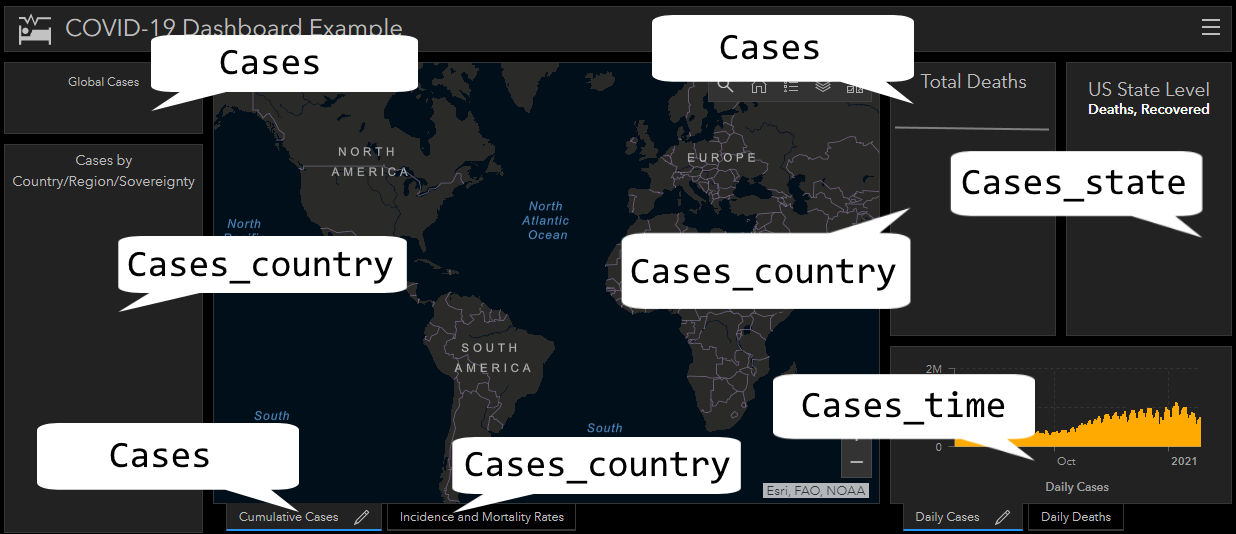 COVID-19 Dashboard Example
Cases
Cases
Global Cases
Total Deaths
US State Level
Deaths, Recovered
Cases by
Country/Region/Sovereignty
NORTH
AMERICA
EUROPE
Cases_state
North
Atlantic
Ocean
North
Cases_country
Cases_country
SOUTH
AMERICA
2M
Cases_time
0
Oct
2021
Daily Cases
South
South
Cases
Cases_country
Esri, FAO, NOAA
Cumulative Cases
Incidence and Mortality Rates
Daily Cases
Daily Deaths